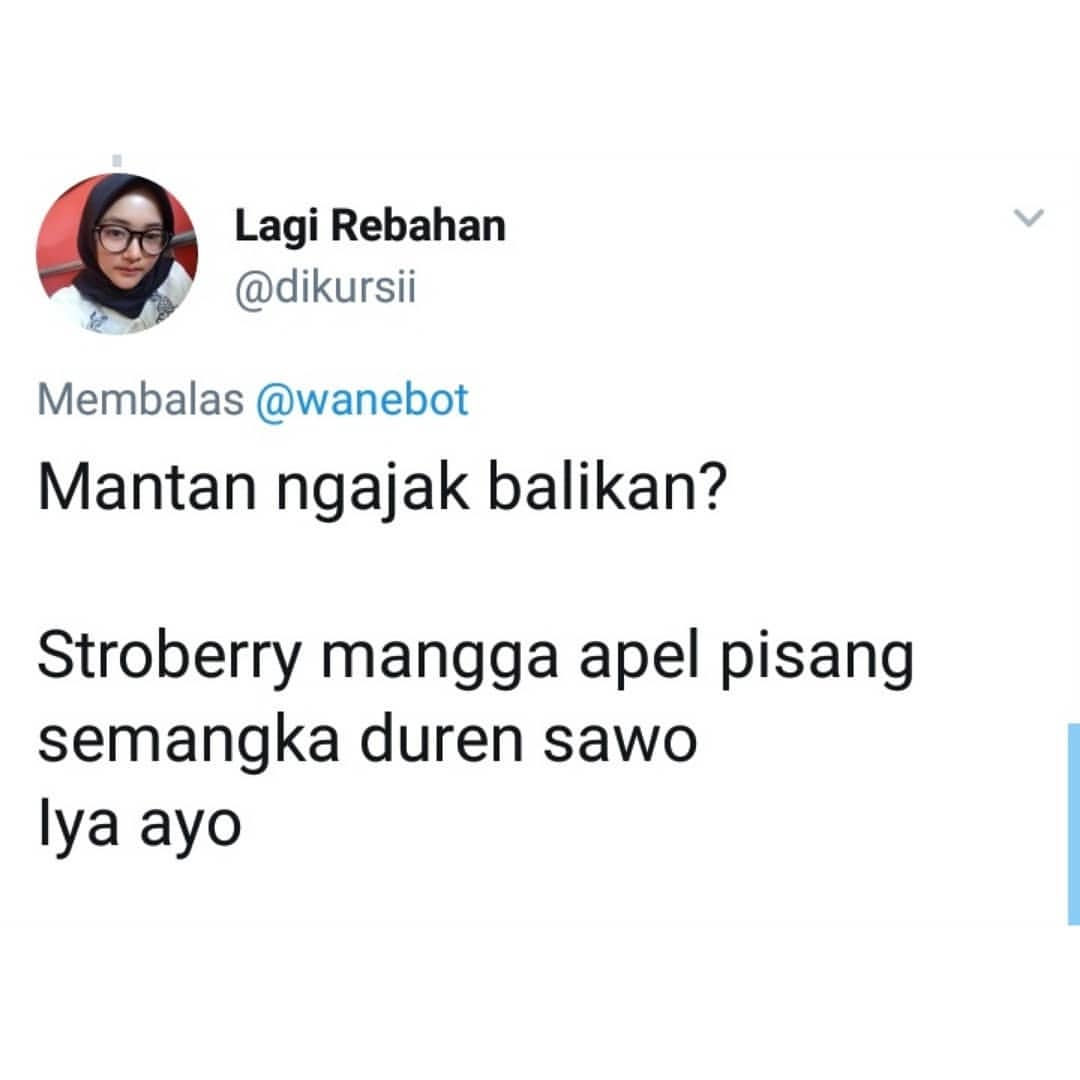 Lagi Rebahan
@dikursii
Membalas @wanebot
Mantan ngajak balikan?
Stroberry mangga apel pisang
semangka duren sawo
Iya ayo